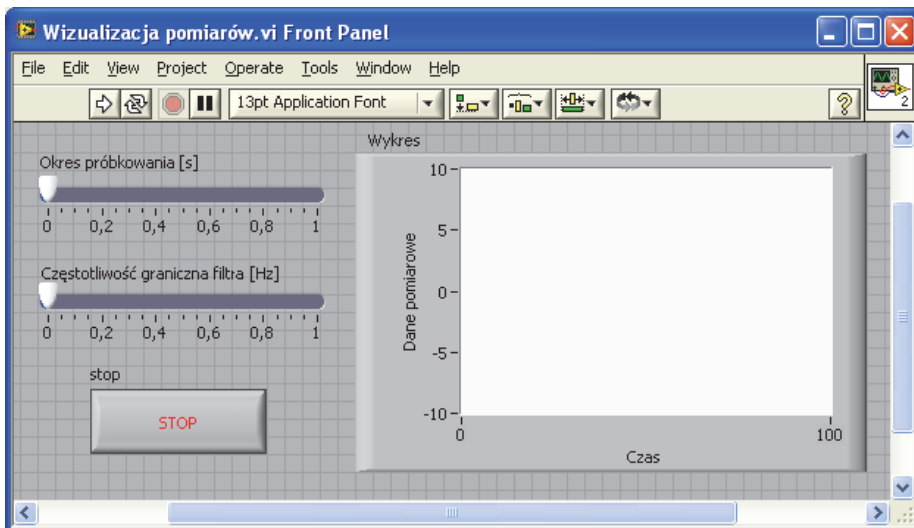 Wizualizacja pomiarów.vi Front Panel
File Edit View Project Operate Tools Window Help
13pt Application Font
2
Okres próbkowania [s]
0 0,2 0,4 0,6 0,8 1
Częstotliwość graniczna filtra [Hz]
0 0,2 0,4 0,6 0,8 1
stop
STOP
Wykres
Dane pomiarowe
10
5
0
-5
-10
0 100
Czas